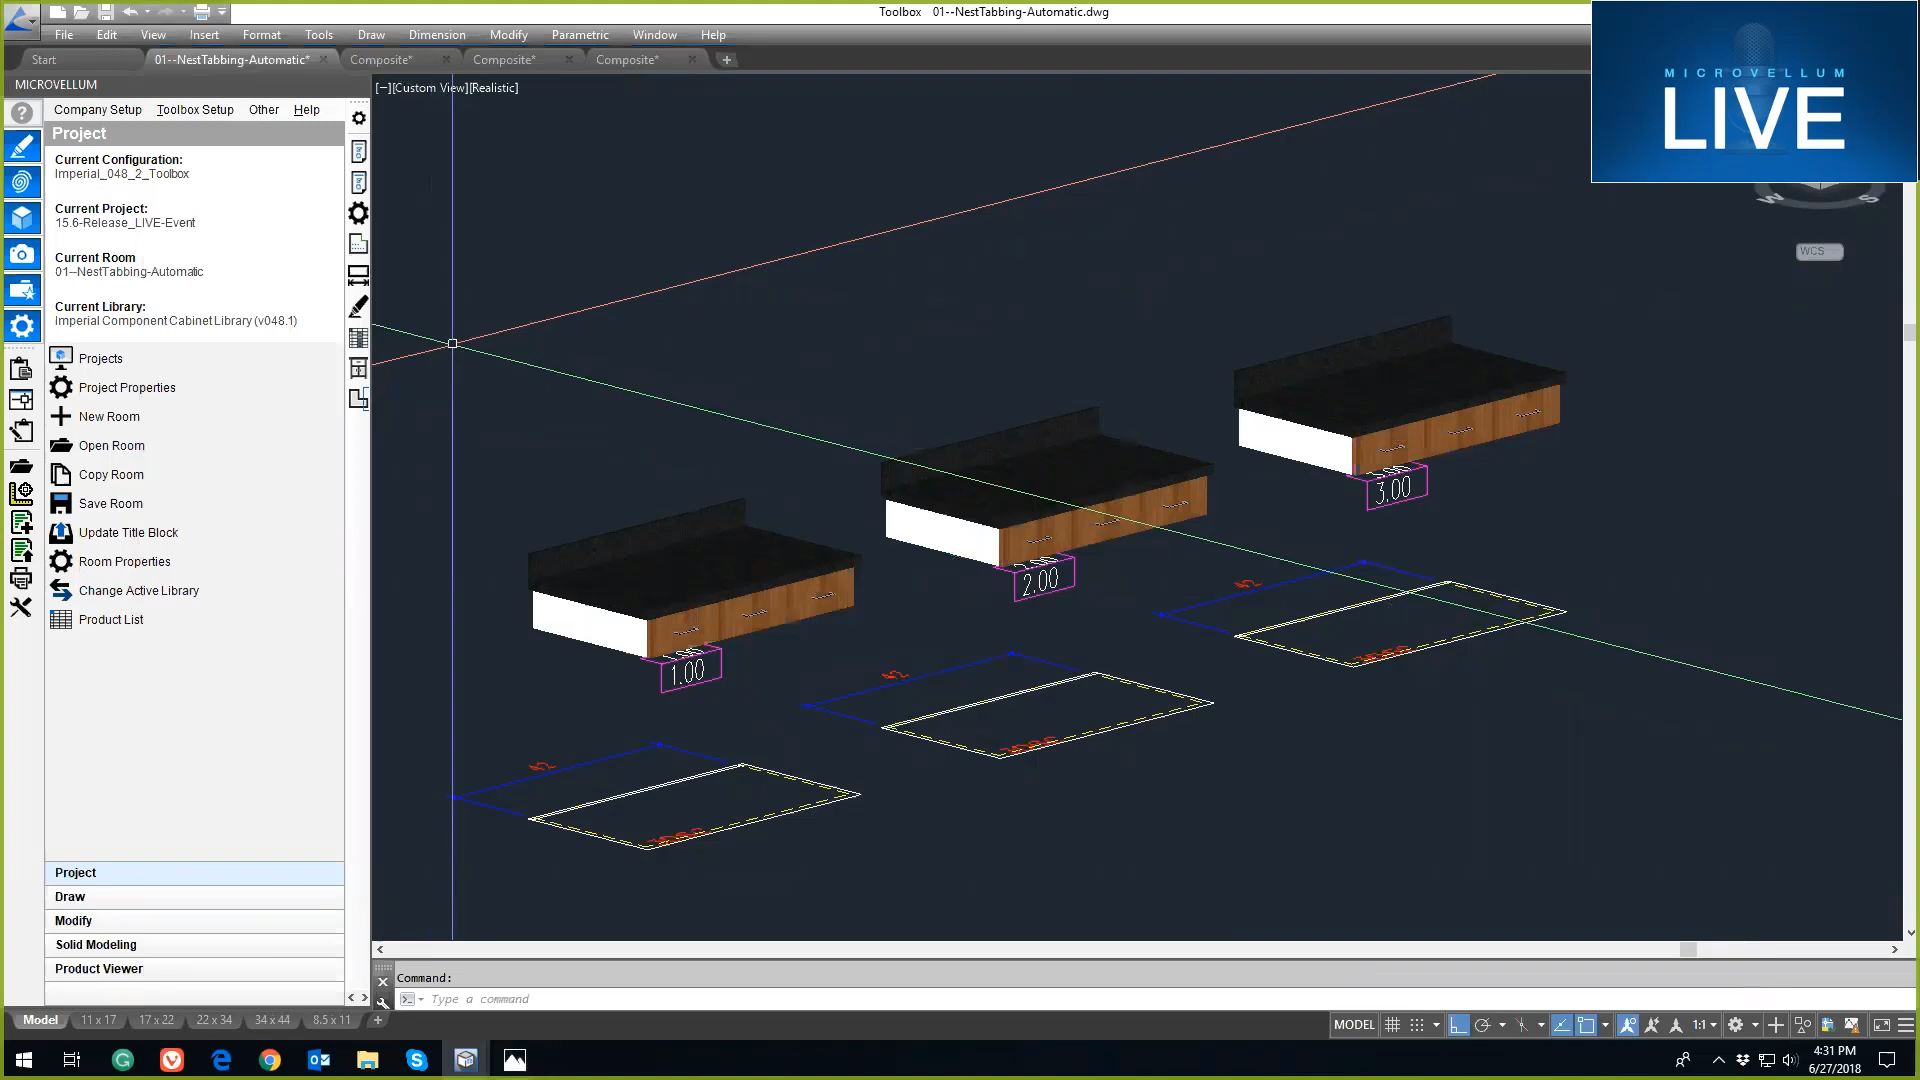 Toolbox 01--NestTabbing-Automatic.dwg
File Edit View Insert Format Tools Draw Dimension Modify Parametric Window Help
Start 01--NestTabbing-Automatic* Composite* Composite* Composite*
MICROVELLUM
LIVE
MICROVELLUM
[−][Custom View][Realistic]
Company Setup Toolbox Setup Other Help
Project
Current Configuration:
Imperial_048_2_Toolbox
Current Project:
15.6-Release_LIVE-Event
Current Room
01--NestTabbing-Automatic
Current Library:
Imperial Component Cabinet Library (v048.1)
Projects
Project Properties
New Room
Open Room
Copy Room
Save Room
Update Title Block
Room Properties
Change Active Library
Product List
Project
Draw
Modify
Solid Modeling
Product Viewer
W S
WCS
3.00
2.00
1.00
Command:
Type a command
Model 11 x 17 17 x 22 22 x 34 34 x 44 8.5 x 11
MODEL 1:1
4:31 PM
6/27/2018